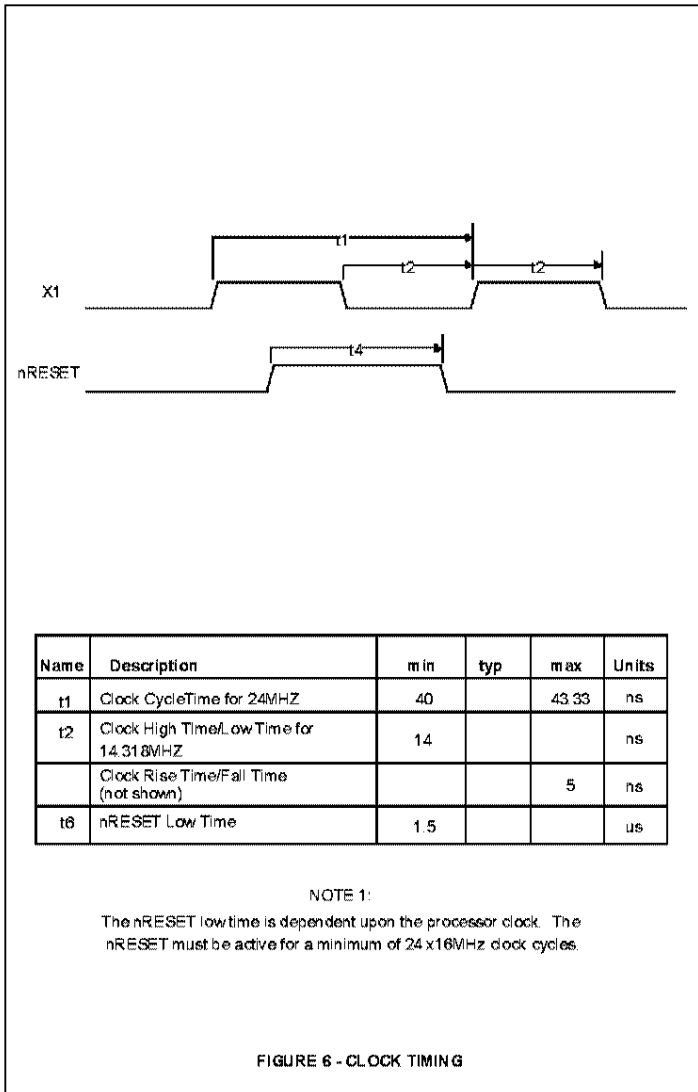 t1
t2 t2
X1
t4
nRESET
Name Description min typ max Units
t1 Clock CycleTime for 24MHZ 40 43.33 ns
t2 Clock High Time/Low Time for
14.318MHZ 14 ns
Clock Rise Time/Fall Time
(not shown) 5 ns
t6 nRESET Low Time 1.5 us
NOTE 1:
The nRESET low time is dependent upon the processor clock. The
nRESET must be active for a minimum of 24 x16MHz clock cycles.
FIGURE 6 - CLOCK TIMING